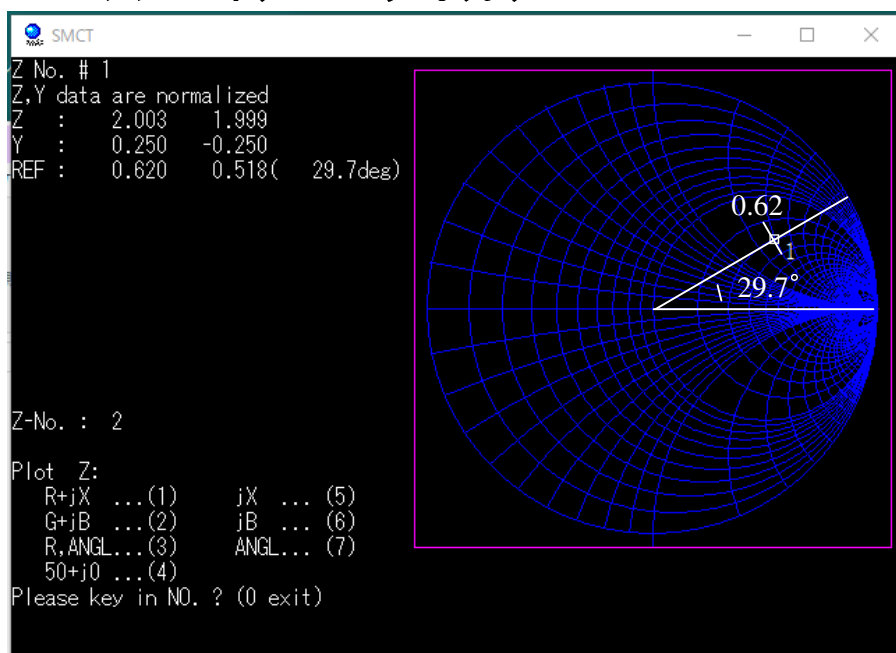 SMCT
Z No. # 1
Z,Y data are normalized
Z : 2.003 1.999
Y : 0.250 -0.250
REF : 0.620 0.518( 29.7deg)
0.62
1
29.7°
Z-No. : 2
Plot Z:
R+jX ...(1) jX ... (5)
G+jB ...(2) jB ... (6)
R,ANGL...(3) ANGL... (7)
50+j0 ...(4)
Please key in NO. ? (0 exit)